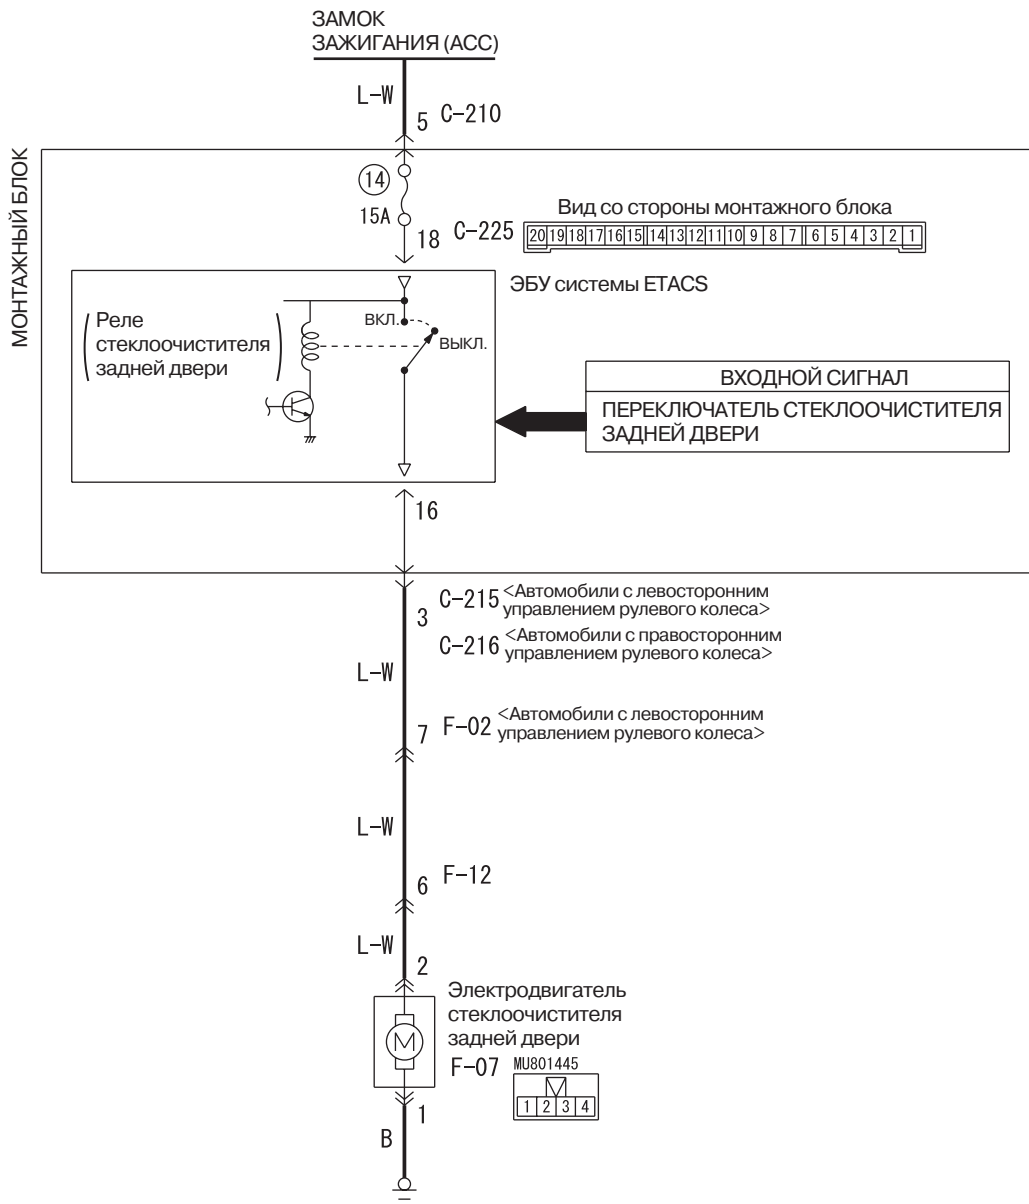 ЗАМОК
ЗАЖИГАНИЯ (ACC)
L-W
5 C-210
МОНТАЖНЫЙ БЛОК
14
15A
18 C-225
Вид со стороны монтажного блока
20 19 18 17 16 15 14 13 12 11 10 9 8 7 6 5 4 3 2 1
ЭБУ системы ETACS
Реле
стеклоочистителя
задней двери
ВКЛ.
ВЫКЛ.
ВХОДНОЙ СИГНАЛ
ПЕРЕКЛЮЧАТЕЛЬ СТЕКЛООЧИСТИТЕЛЯ
ЗАДНЕЙ ДВЕРИ
16
3
C-215 <Автомобили с левосторонним
управлением рулевого колеса>
C-216 <Автомобили с правосторонним
управлением рулевого колеса>
L-W
7 F-02 <Автомобили с левосторонним
управлением рулевого колеса>
L-W
6 F-12
L-W
2
Электродвигатель
стеклоочистителя
задней двери
M
F-07 MU801445
1 2 3 4
1
B